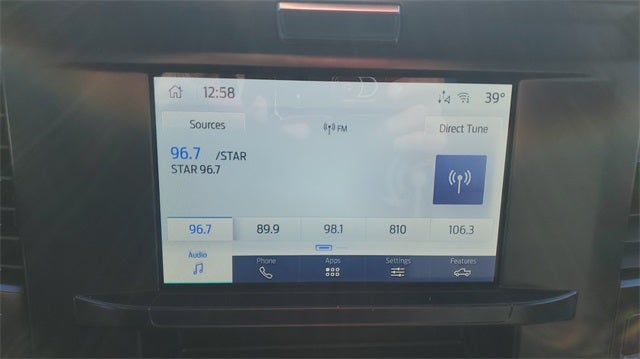 12:58
39°
Sources
FM
Direct Tune
96.7 /STAR
STAR 96.7
96.7 89.9 98.1 810 106.3
Audio Phone Apps Settings Features